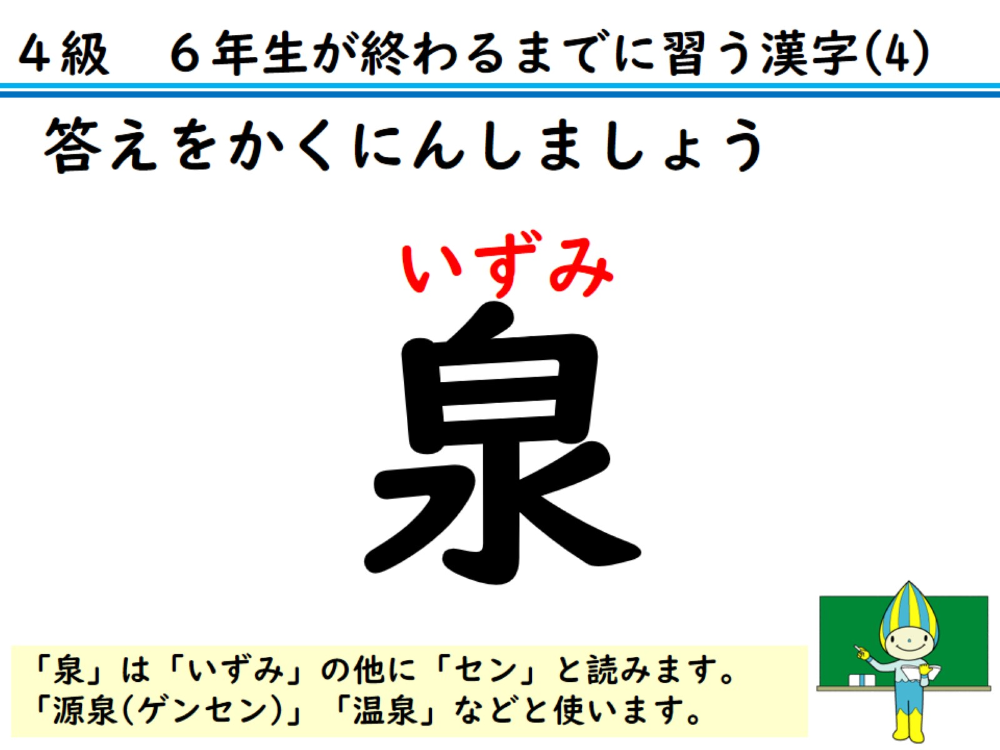 ４級　６年生が終わるまでに習う漢字(4)
答えをかくにんしましょう
いずみ
泉
「泉」は「いずみ」の他に「セン」と読みます。
「源泉(ゲンセン)」「温泉」などと使います。